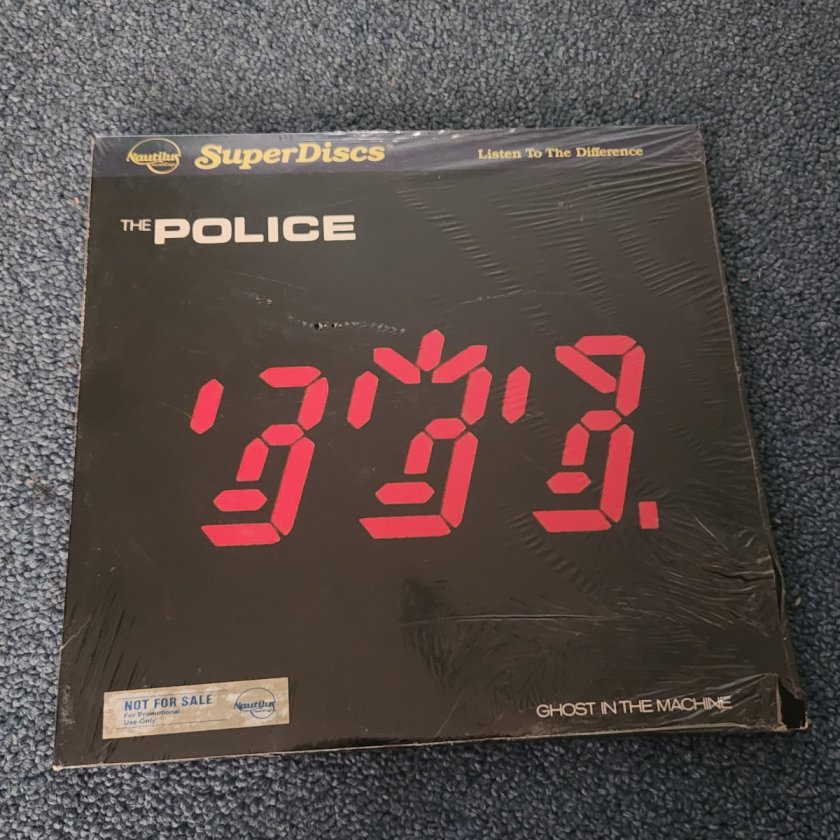 Nautilus SuperDiscs Listen To The Difference
THE POLICE
NOT FOR SALE
For Promotional
Use Only
Nautilus
GHOST IN THE MACHINE